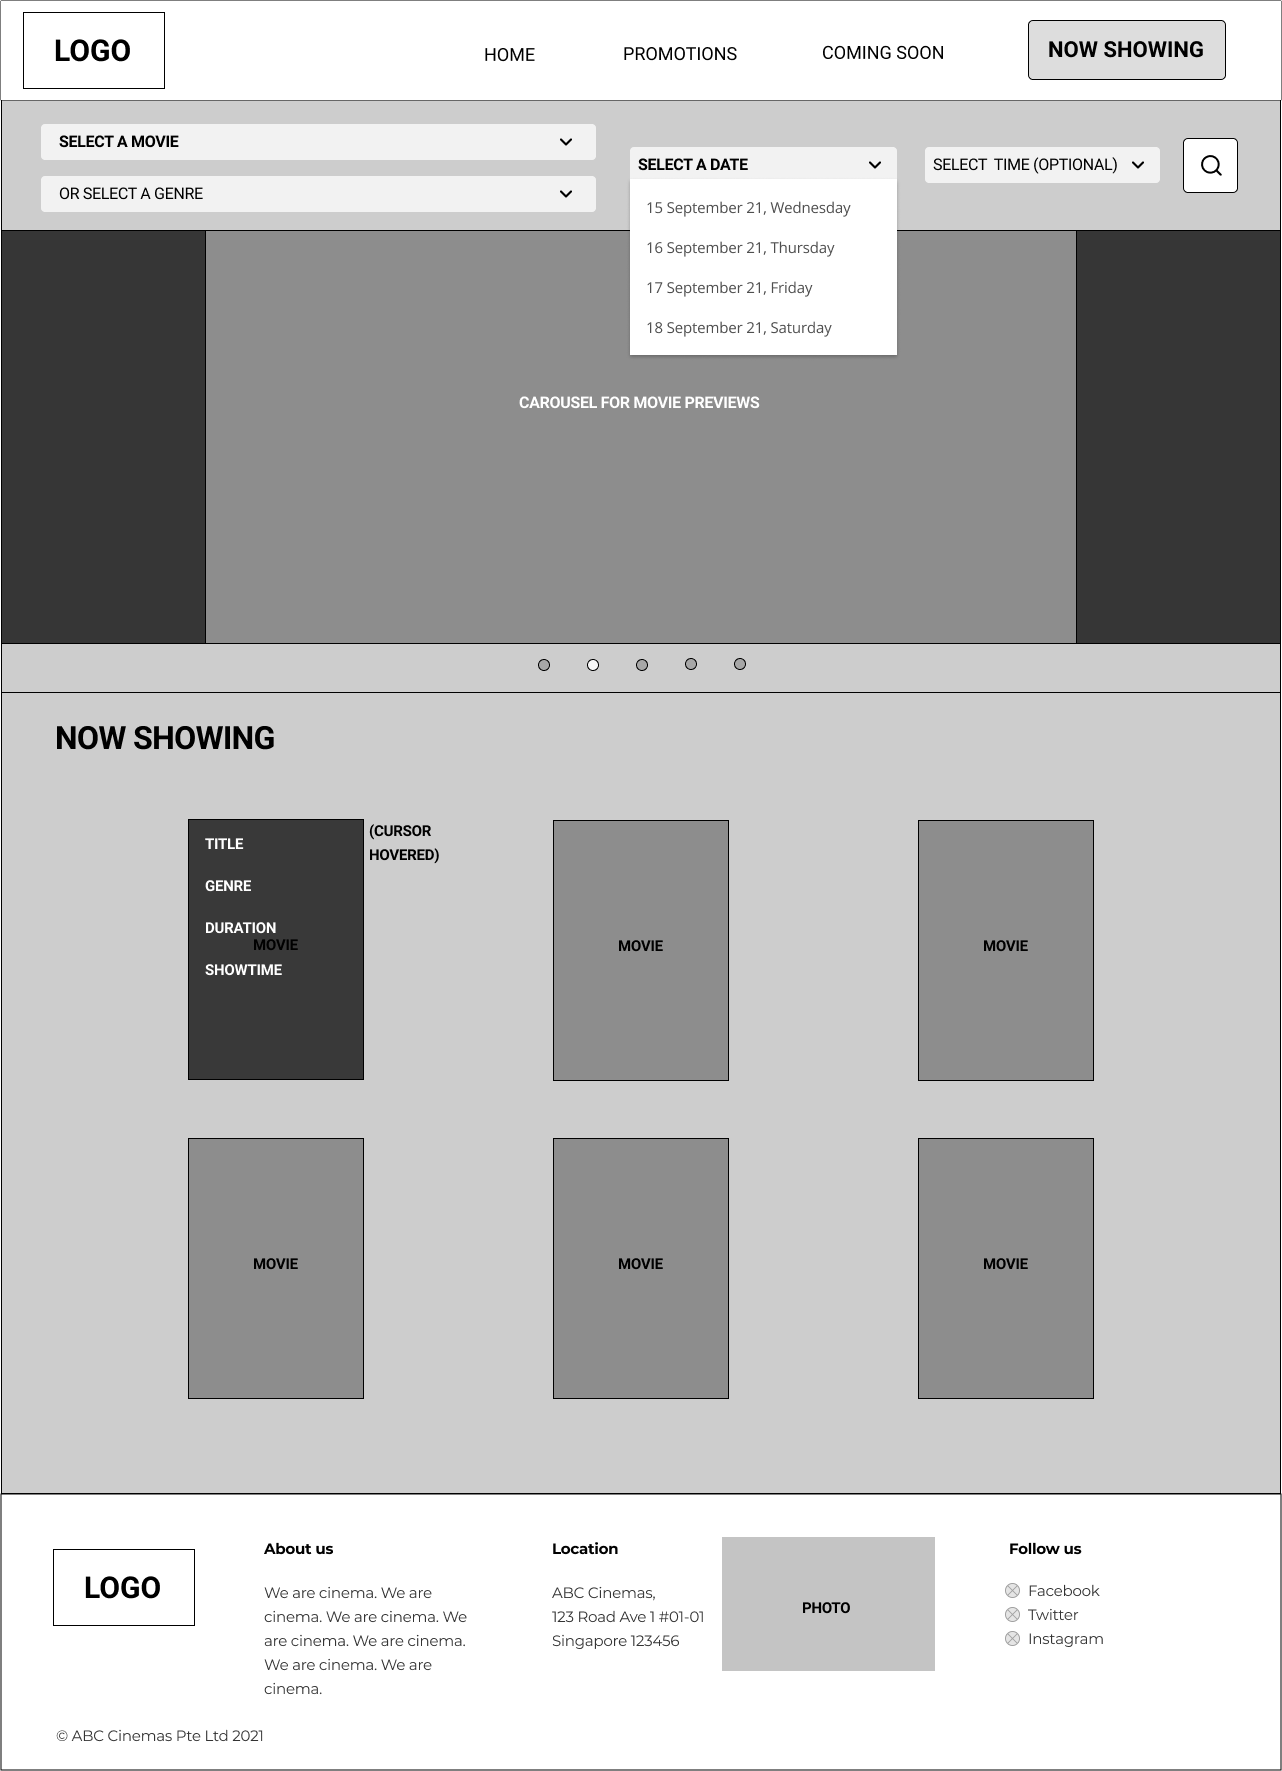 LOGO
HOME
PROMOTIONS
COMING SOON
NOW SHOWING
SELECT A MOVIE
OR SELECT A GENRE
SELECT A DATE
SELECT TIME (OPTIONAL)
15 September 21, Wednesday
16 September 21, Thursday
17 September 21, Friday
18 September 21, Saturday
CAROUSEL FOR MOVIE PREVIEWS
NOW SHOWING
TITLE
GENRE
DURATION
MOVIE
SHOWTIME
(CURSOR
HOVERED)
MOVIE
MOVIE
MOVIE
MOVIE
MOVIE
LOGO
About us
We are cinema. We are
cinema. We are cinema. We
are cinema. We are cinema.
We are cinema. We are
cinema.
Location
ABC Cinemas,
123 Road Ave 1 #01-01
Singapore 123456
PHOTO
Follow us
Facebook
Twitter
Instagram
© ABC Cinemas Pte Ltd 2021